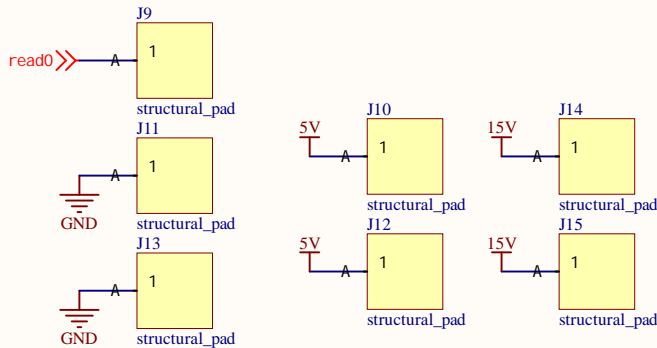 J9
read0 A 1
structural_pad
J11
A 1
GND
structural_pad
J13
A 1
GND
structural_pad
J10
5V
A 1
structural_pad
J12
5V
A 1
structural_pad
J14
15V
A 1
structural_pad
J15
15V
A 1
structural_pad